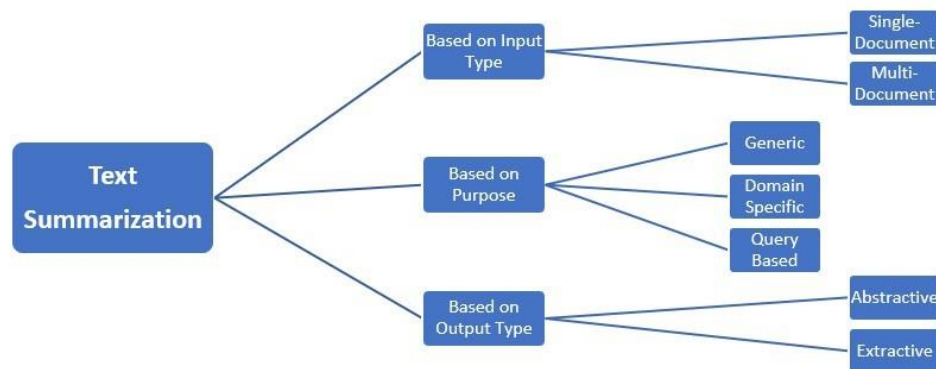 Text
Summarization
Based on Input
Type
Single-
Document
Multi-
Document
Based on
Purpose
Generic
Domain
Specific
Query
Based
Based on
Output Type
Abstractive
Extractive